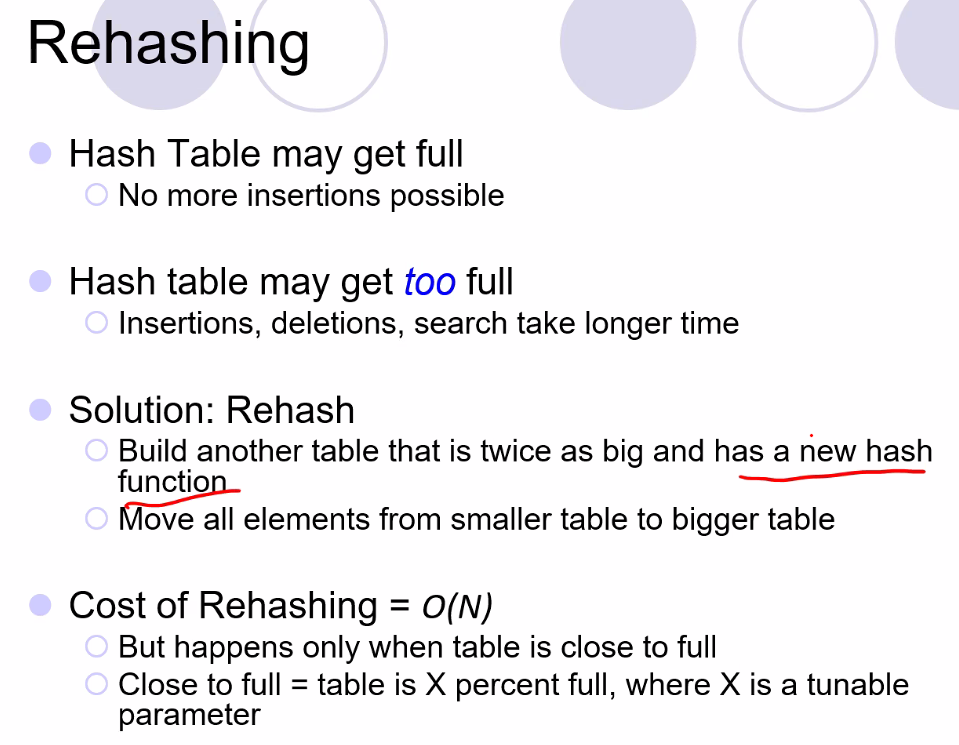 Rehashing
Hash Table may get full
No more insertions possible
Hash table may get too full
Insertions, deletions, search take longer time
Solution: Rehash
Build another table that is twice as big and has a new hash
function
Move all elements from smaller table to bigger table
Cost of Rehashing = O(N)
But happens only when table is close to full
Close to full = table is X percent full, where X is a tunable
parameter